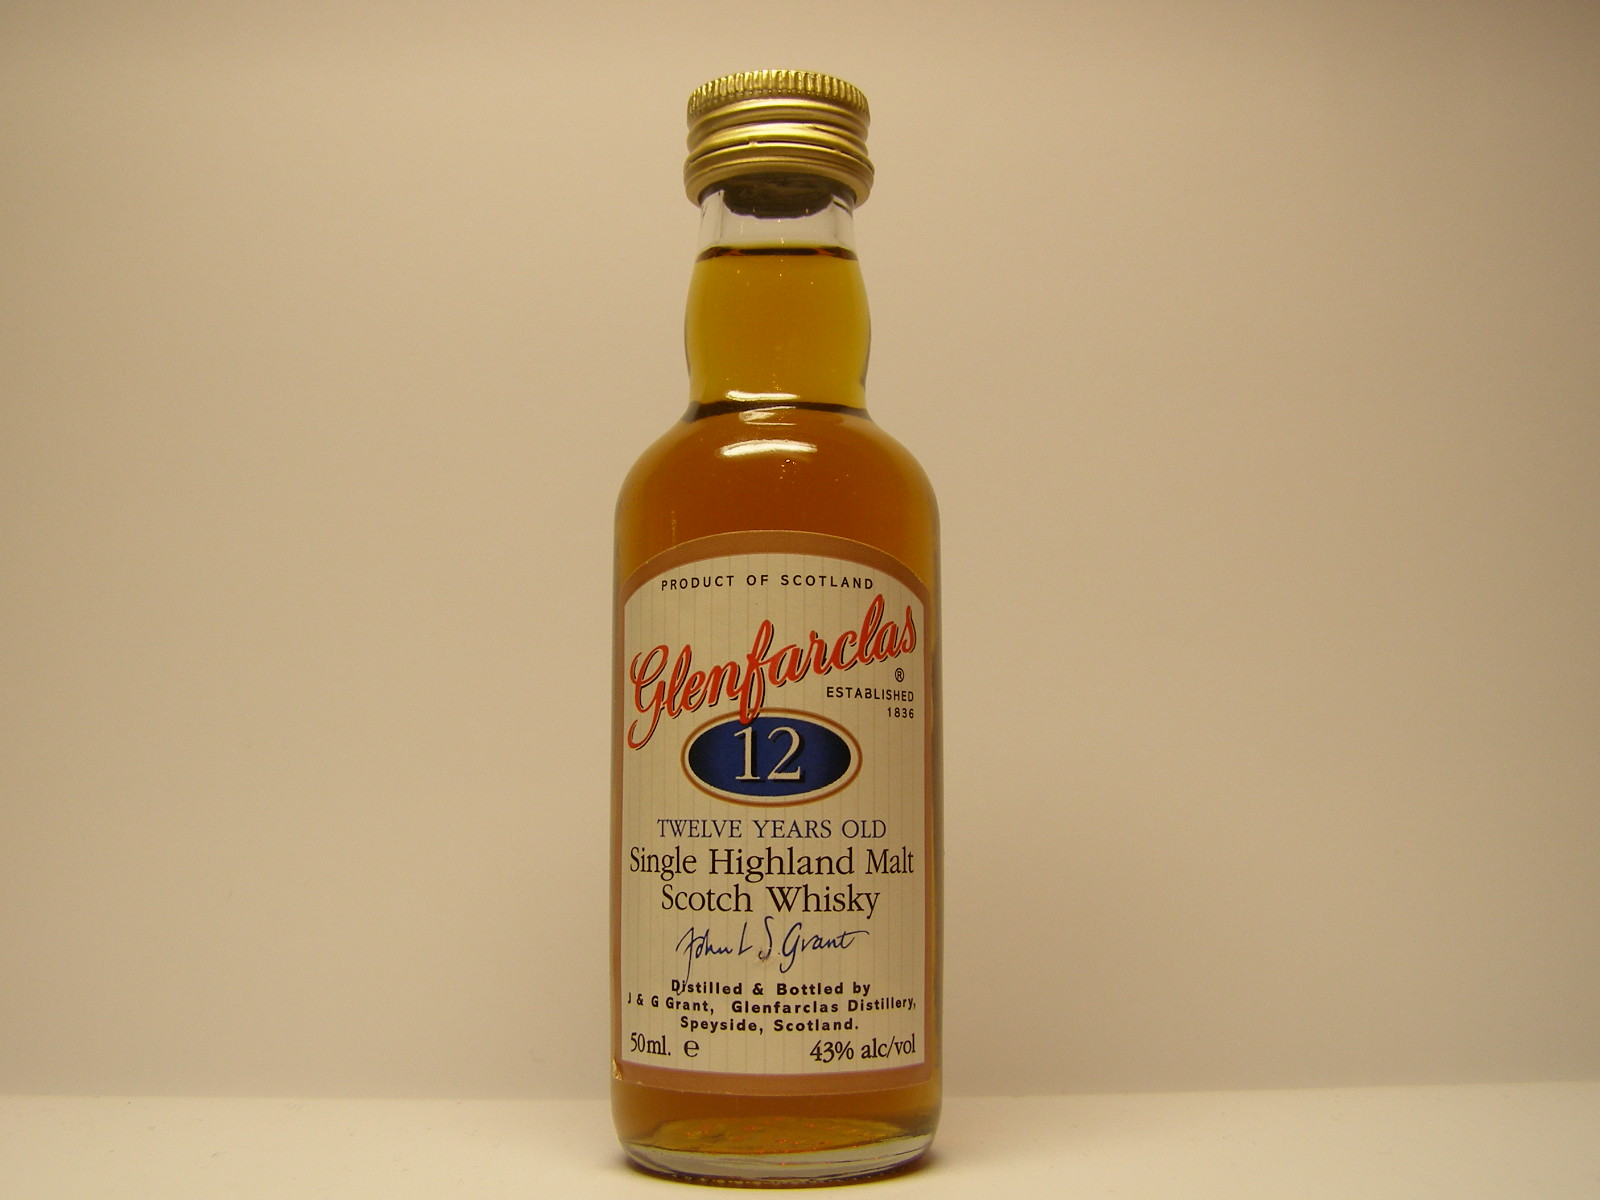 PRODUCT OF SCOTLAND
Glenfarclas
®
ESTABLISHED
1836
12
TWELVE YEARS OLD
Single Highland Malt
Scotch Whisky
John L S. Grant
Distilled & Bottled by
J & G Grant, Glenfarclas Distillery,
Speyside, Scotland.
50ml. e 43% alc/vol